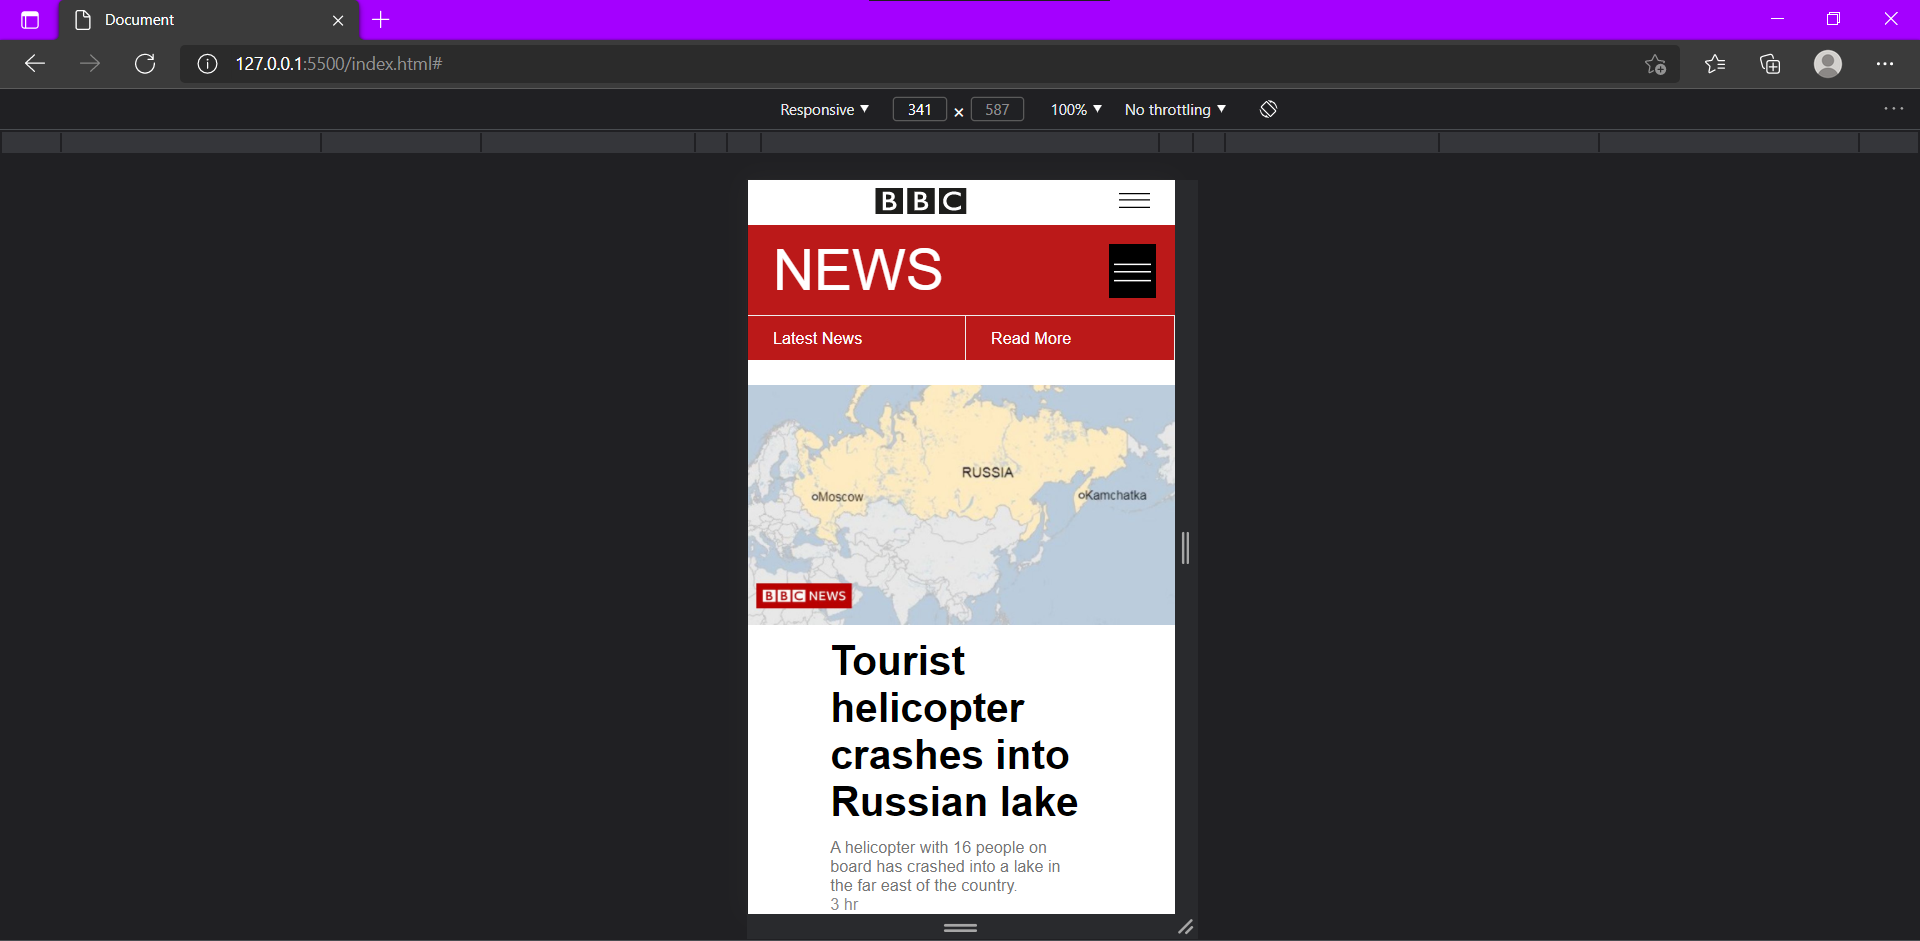 Document
127.0.0.1:5500/index.html#
Responsive 341 × 587 100% No throttling
BBC
NEWS
Latest News Read More
RUSSIA
Moscow
Kamchatka
BBC NEWS
Tourist
helicopter
crashes into
Russian lake
A helicopter with 16 people on
board has crashed into a lake in
the far east of the country.
3 hr